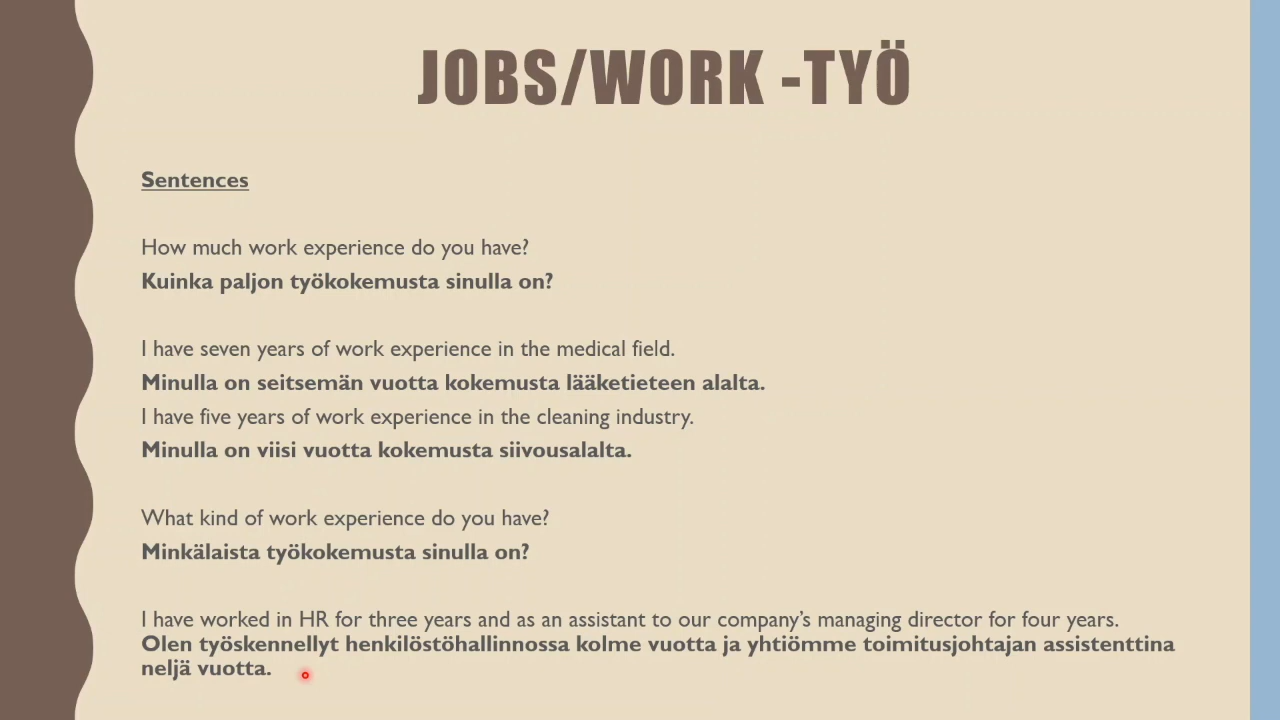 JOBS/WORK -TYÖ
Sentences
How much work experience do you have?
Kuinka paljon työkokemusta sinulla on?
I have seven years of work experience in the medical field.
Minulla on seitsemän vuotta kokemusta lääketieteen alalta.
I have five years of work experience in the cleaning industry.
Minulla on viisi vuotta kokemusta siivousalalta.
What kind of work experience do you have?
Minkälaista työkokemusta sinulla on?
I have worked in HR for three years and as an assistant to our company’s managing director for four years.
Olen työskennellyt henkilöstöhallinnossa kolme vuotta ja yhtiömme toimitusjohtajan assistenttina
neljä vuotta.